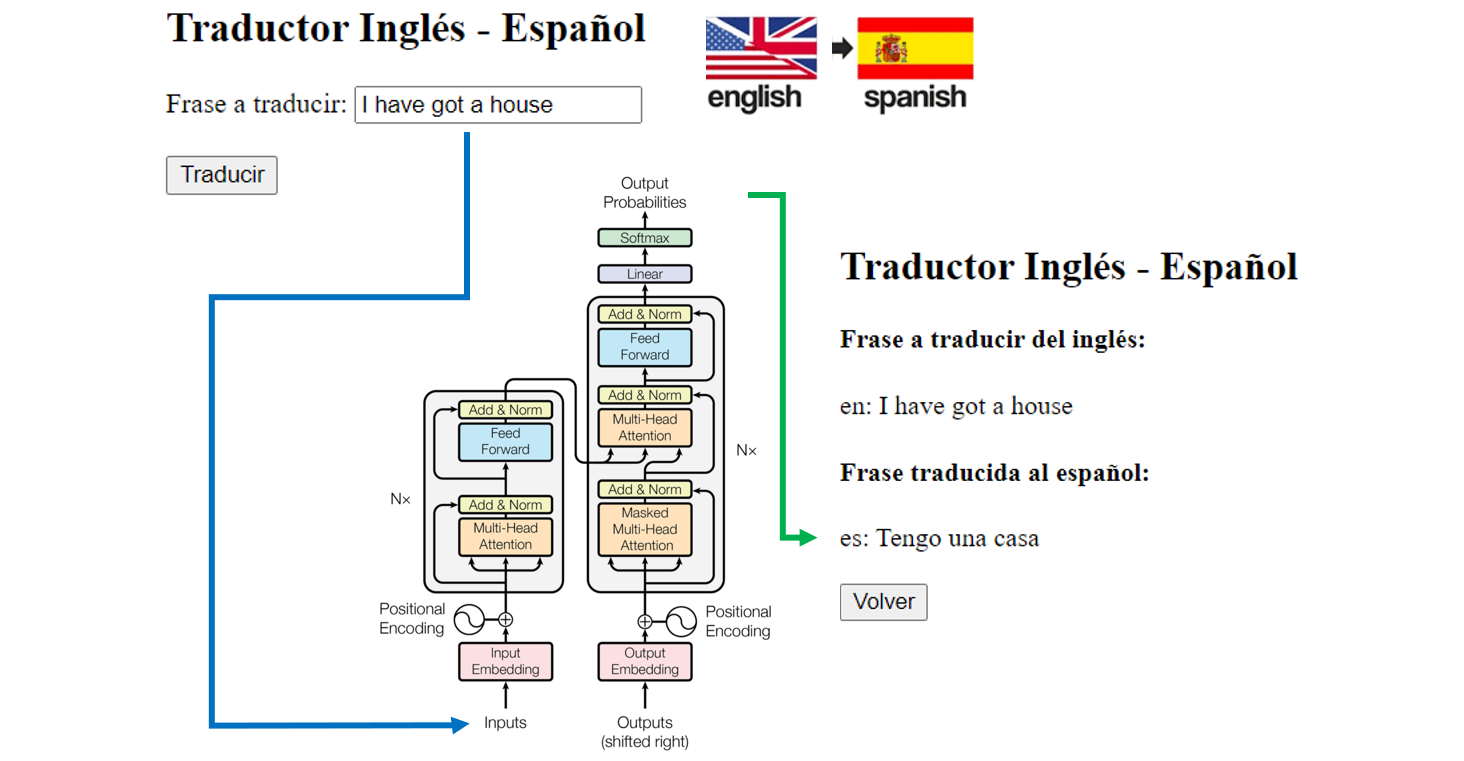 Traductor Inglés - Español
Frase a traducir: I have got a house
Traducir
english
spanish
Output
Probabilities
Softmax
Linear
Add & Norm
Feed
Forward
Add & Norm
Multi-Head
Attention
Nx
Add & Norm
Masked
Multi-Head
Attention
Add & Norm
Feed
Forward
Nx
Add & Norm
Multi-Head
Attention
Positional
Encoding
Positional
Encoding
Input
Embedding
Output
Embedding
Inputs
Outputs
(shifted right)
Traductor Inglés - Español
Frase a traducir del inglés:
en: I have got a house
Frase traducida al español:
es: Tengo una casa
Volver